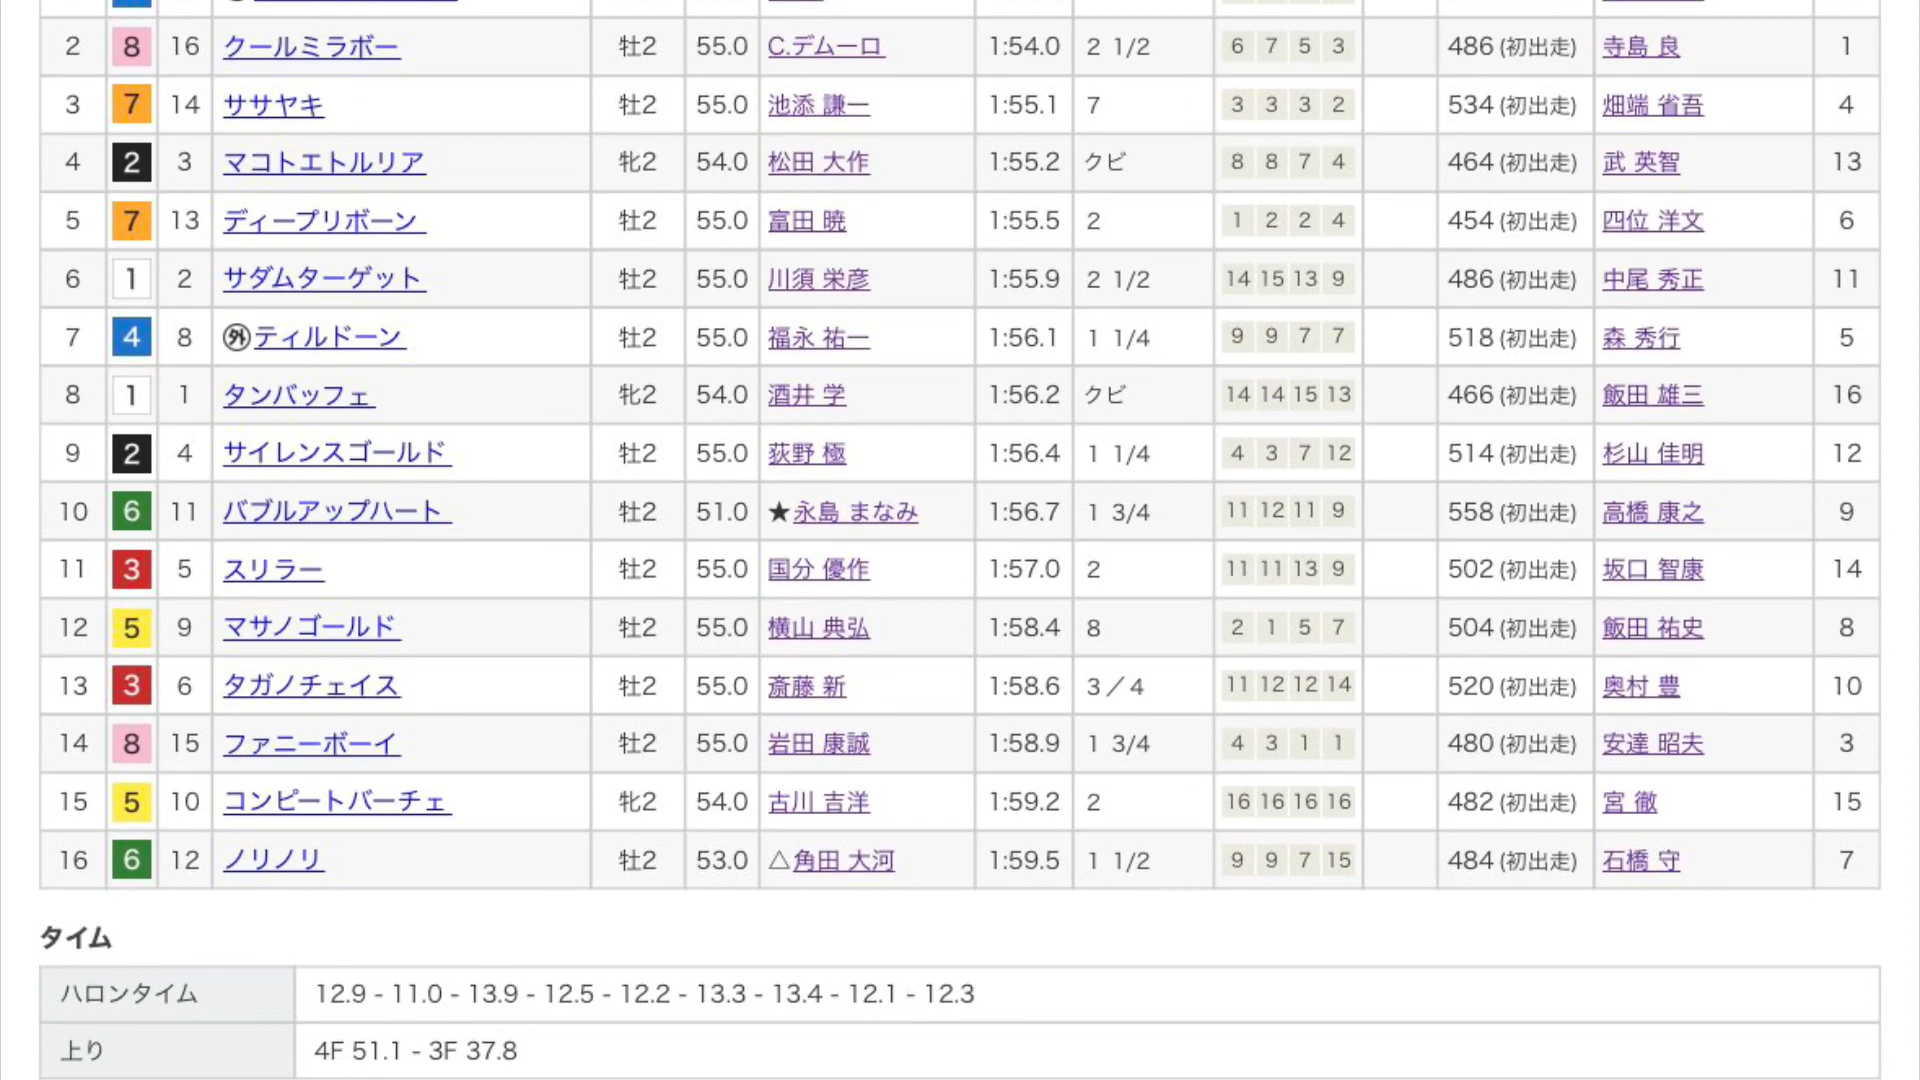 2 8 16 クールミラボー 牡2 55.0 C.デムーロ 1:54.0 2 1/2 6 7 5 3 486 (初出走) 寺島 良 1
3 7 14 ササヤキ 牡2 55.0 池添 謙一 1:55.1 7 3 3 3 2 534 (初出走) 畑端 省吾 4
4 2 3 マコトエトルリア 牝2 54.0 松田 大作 1:55.2 クビ 8 8 7 4 464 (初出走) 武 英智 13
5 7 13 ディープリボーン 牡2 55.0 富田 暁 1:55.5 2 1 2 2 4 454 (初出走) 四位 洋文 6
6 1 2 サダムターゲット 牡2 55.0 川須 栄彦 1:55.9 2 1/2 14 15 13 9 486 (初出走) 中尾 秀正 11
7 4 8 外 ティルドーン 牡2 55.0 福永 祐一 1:56.1 1 1/4 9 9 7 7 518 (初出走) 森 秀行 5
8 1 1 タンバッフェ 牝2 54.0 酒井 学 1:56.2 クビ 14 14 15 13 466 (初出走) 飯田 雄三 16
9 2 4 サイレンスゴールド 牡2 55.0 荻野 極 1:56.4 1 1/4 4 3 7 12 514 (初出走) 杉山 佳明 12
10 6 11 バブルアップハート 牡2 51.0 ★永島 まなみ 1:56.7 1 3/4 11 12 11 9 558 (初出走) 高橋 康之 9
11 3 5 スリラー 牡2 55.0 国分 優作 1:57.0 2 11 11 13 9 502 (初出走) 坂口 智康 14
12 5 9 マサノゴールド 牡2 55.0 横山 典弘 1:58.4 8 2 1 5 7 504 (初出走) 飯田 祐史 8
13 3 6 タガノチェイス 牡2 55.0 斎藤 新 1:58.6 3／4 11 12 12 14 520 (初出走) 奥村 豊 10
14 8 15 ファニーボーイ 牡2 55.0 岩田 康誠 1:58.9 1 3/4 4 3 1 1 480 (初出走) 安達 昭夫 3
15 5 10 コンピートバーチェ 牝2 54.0 古川 吉洋 1:59.2 2 16 16 16 16 482 (初出走) 宮 徹 15
16 6 12 ノリノリ 牡2 53.0 △角田 大河 1:59.5 1 1/2 9 9 7 15 484 (初出走) 石橋 守 7
タイム
ハロンタイム 12.9 - 11.0 - 13.9 - 12.5 - 12.2 - 13.3 - 13.4 - 12.1 - 12.3
上り 4F 51.1 - 3F 37.8